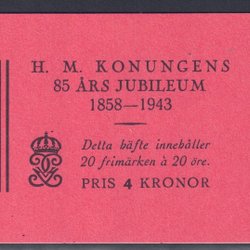 H. M. KONUNGENS
85 ÅRS JUBILEUM
1858—1943
Detta häfte innehåller
20 frimärken à 20 öre.
PRIS 4 KRONOR